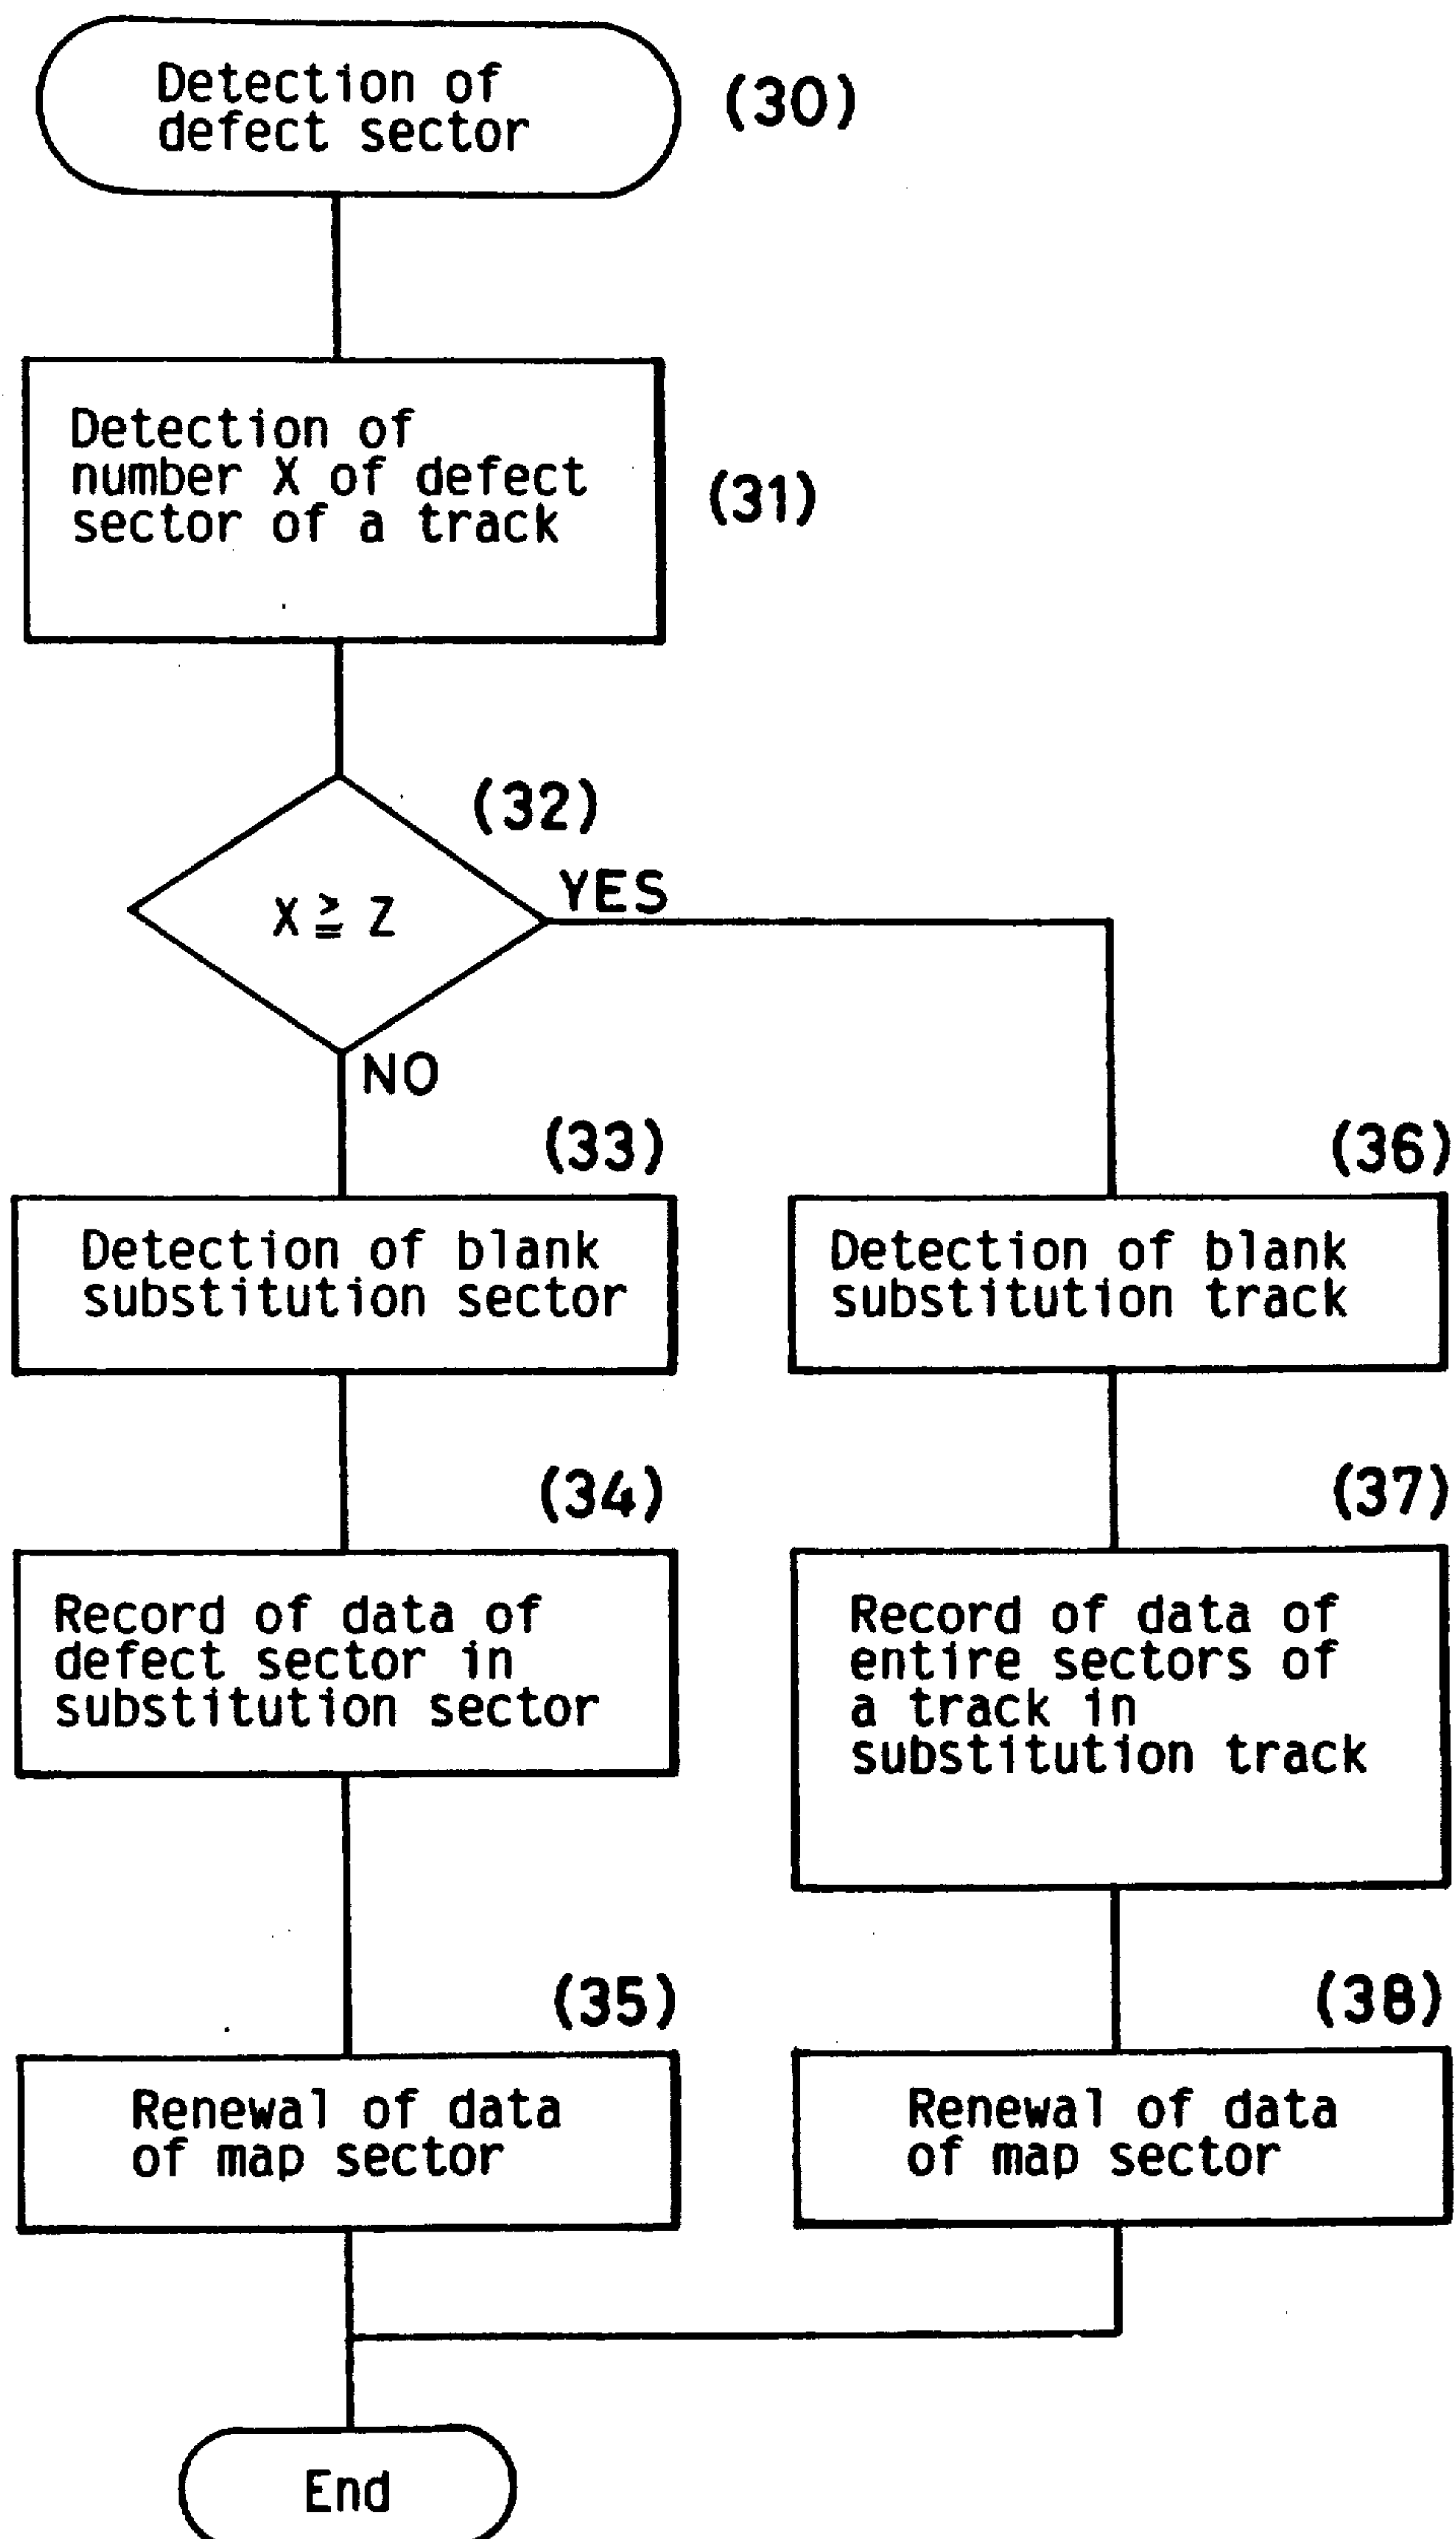 Detection of
defect sector
(30)
Detection of
number X of defect
sector of a track
(31)
(32)
X ≧ Z
YES
NO
(33)
Detection of blank
substitution sector
(36)
Detection of blank
substitution track
(34)
Record of data of
defect sector in
substitution sector
(37)
Record of data of
entire sectors of
a track in
substitution track
(35)
Renewal of data
of map sector
(38)
Renewal of data
of map sector
End